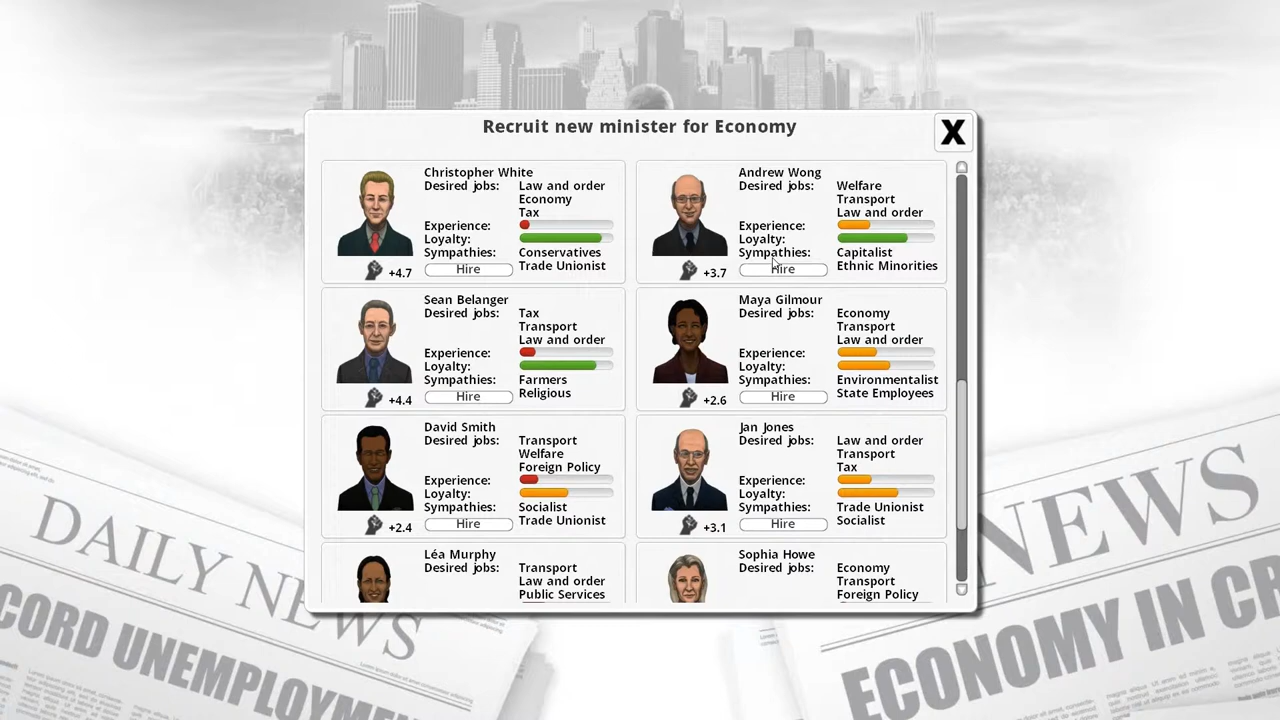 Recruit new minister for Economy
X
Christopher White
Desired jobs: Law and order
Economy
Tax
Experience:
Loyalty:
Sympathies: Conservatives
Trade Unionist
+4.7 Hire
Andrew Wong
Desired jobs: Welfare
Transport
Law and order
Experience:
Loyalty:
Sympathies: Capitalist
Ethnic Minorities
+3.7 Hire
Sean Belanger
Desired jobs: Tax
Transport
Law and order
Experience:
Loyalty:
Sympathies: Farmers
Religious
+4.4 Hire
Maya Gilmour
Desired jobs: Economy
Transport
Law and order
Experience:
Loyalty:
Sympathies: Environmentalist
State Employees
+2.6 Hire
David Smith
Desired jobs: Transport
Welfare
Foreign Policy
Experience:
Loyalty:
Sympathies: Socialist
Trade Unionist
+2.4 Hire
Jan Jones
Desired jobs: Law and order
Transport
Tax
Experience:
Loyalty:
Sympathies: Trade Unionist
Socialist
+3.1 Hire
Léa Murphy
Desired jobs: Transport
Law and order
Public Services
Sophia Howe
Desired jobs: Economy
Transport
Foreign Policy
DAILY NEWS
CORD UNEMPLOYMENT
NEWS
ECONOMY IN CR